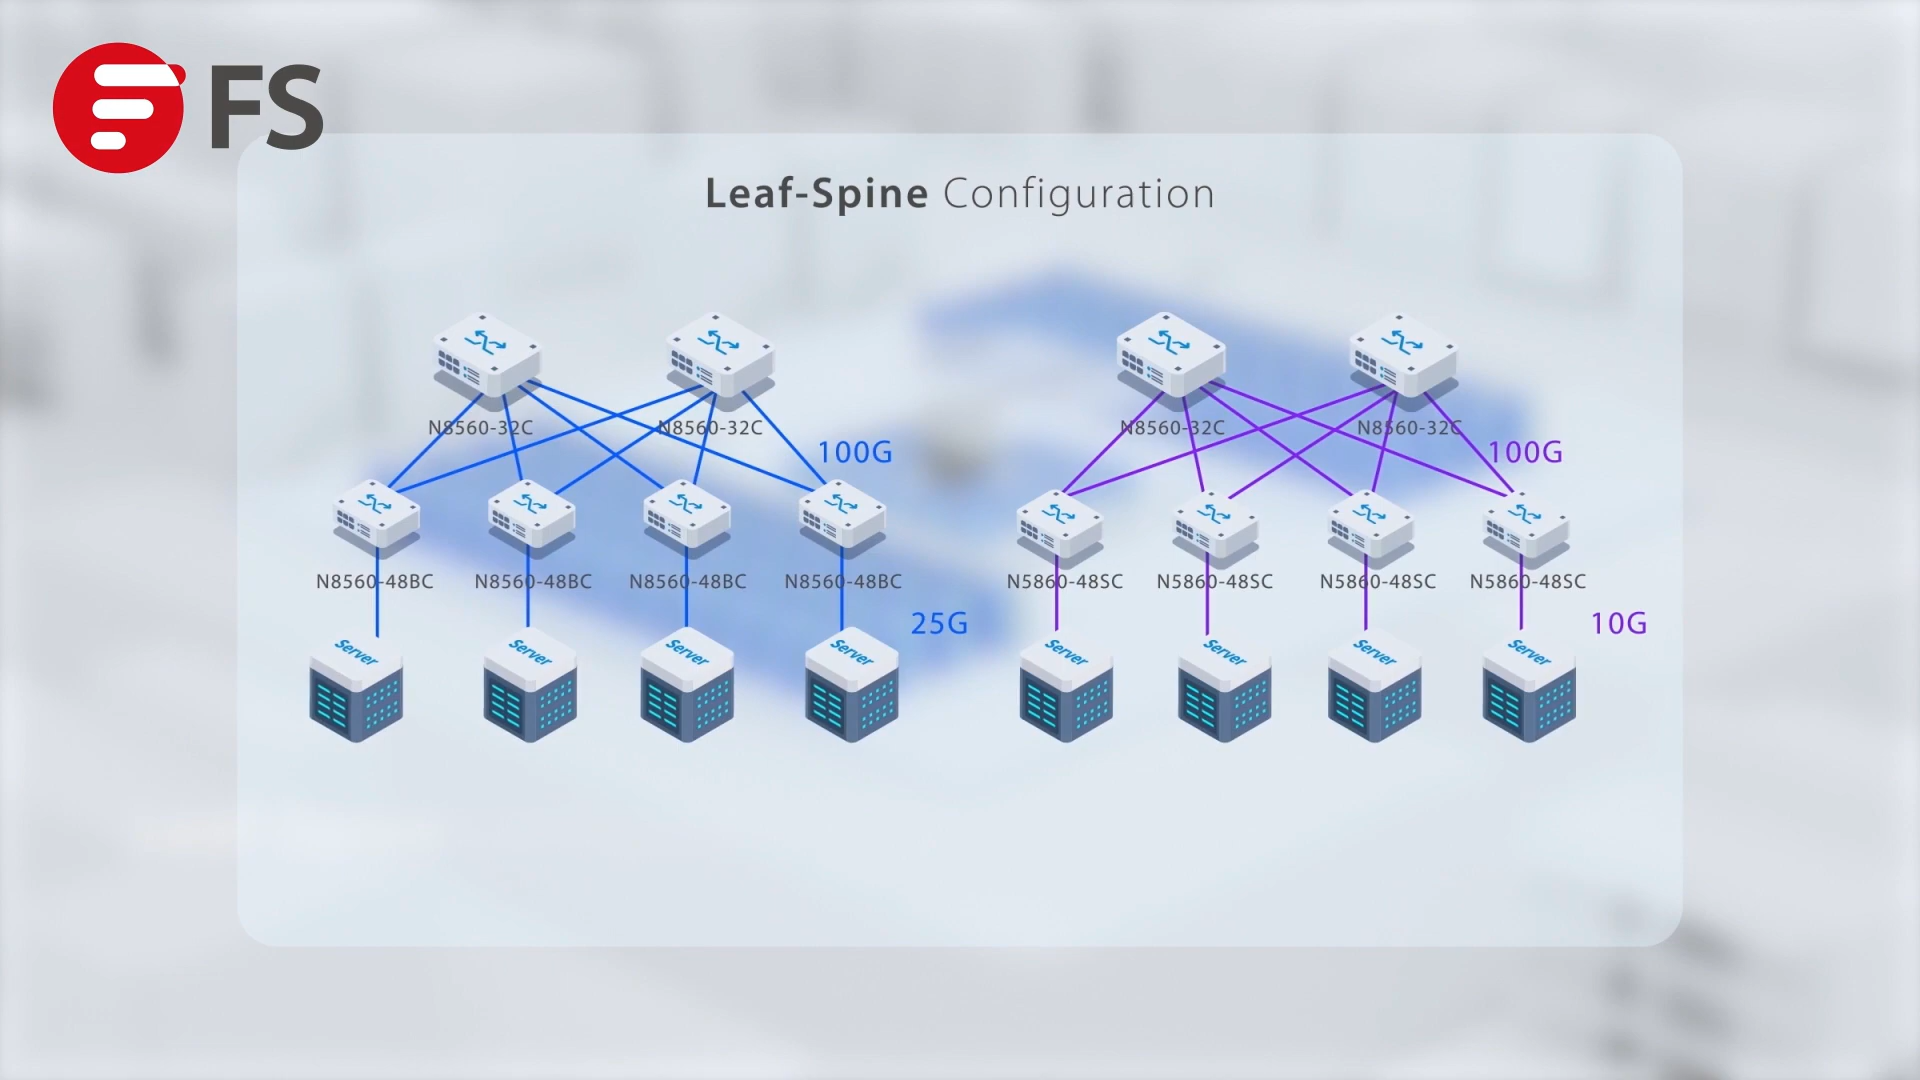 FS
Leaf-Spine Configuration
N8560-32C N8560-32C N8560-32C N8560-32C
100G 100G
N8560-48BC N8560-48BC N8560-48BC N8560-48BC N5860-48SC N5860-48SC N5860-48SC N5860-48SC
25G 10G
Server Server Server Server Server Server Server Server